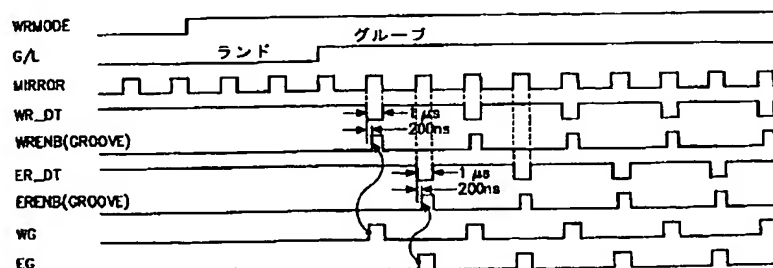 WRMODE
グループ
G/L
ランド
MIRROR
WR_DT
1 μs
200ns
WRENB(GROOVE)
ER_DT
1 μs
200ns
ERENB(GROOVE)
WG
EG